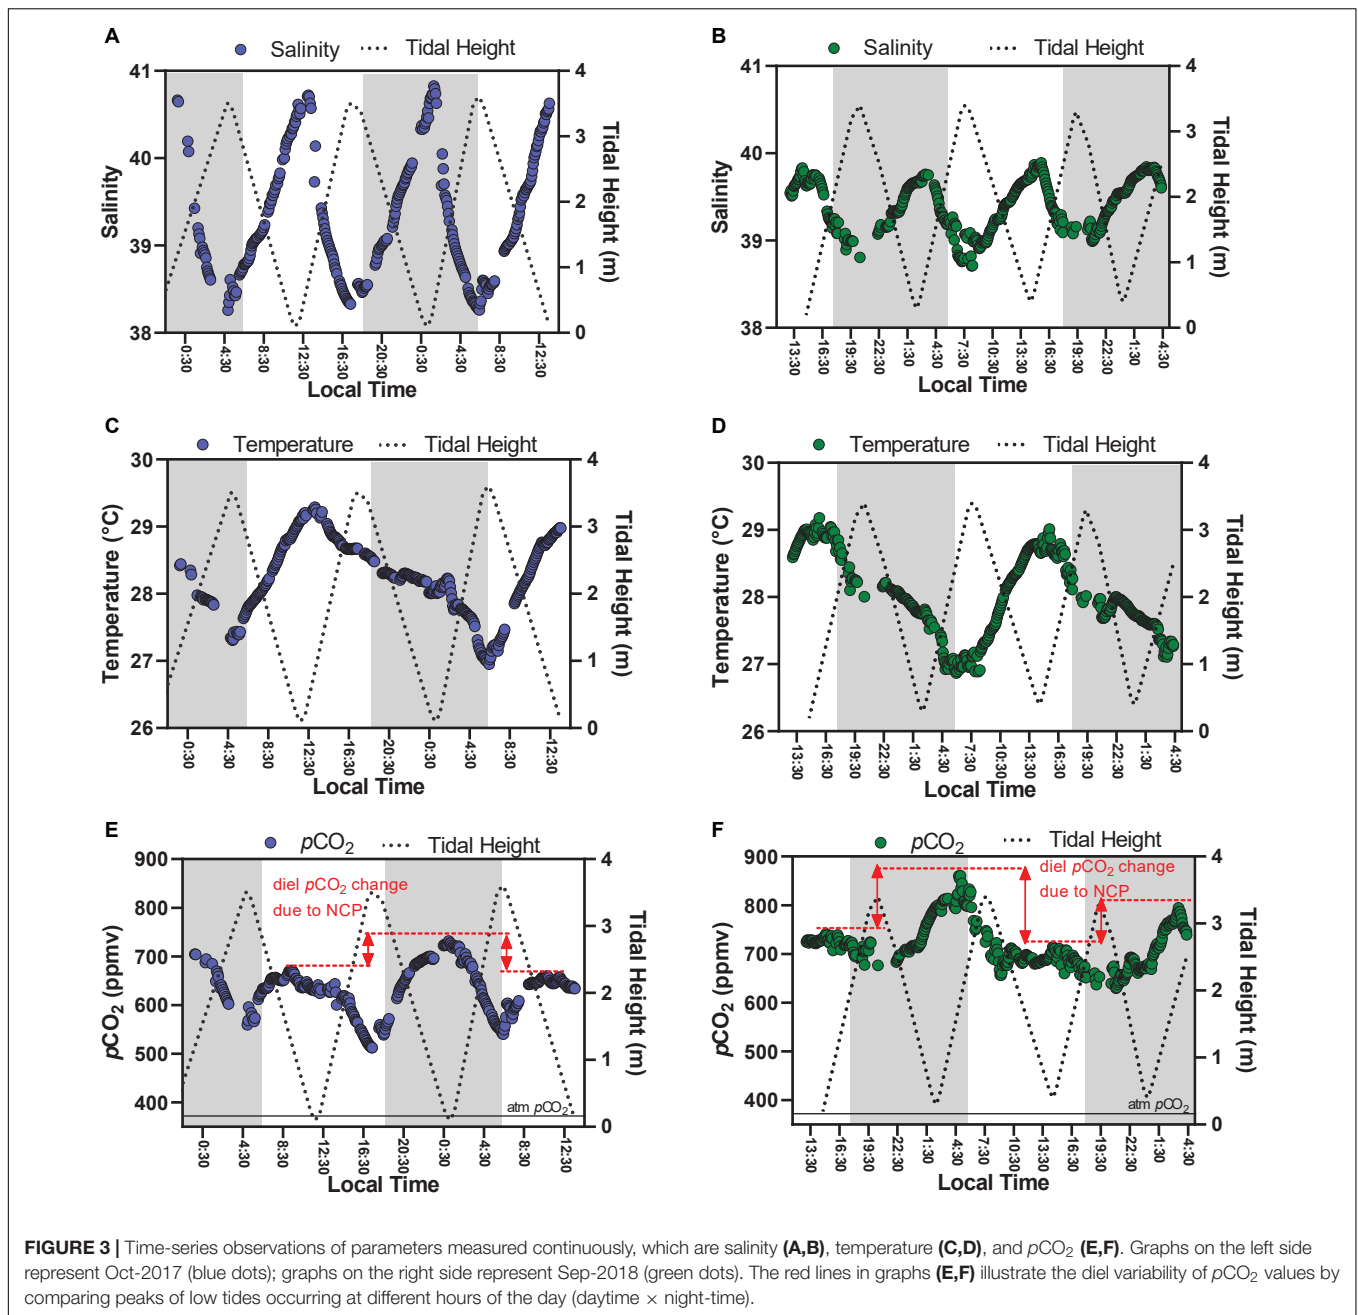 A
Salinity Tidal Height
41
40
39
38
Salinity
4
3
2
1
0
Tidal Height (m)
0:30 4:30 8:30 12:30 16:30 20:30 0:30 4:30 8:30 12:30
Local Time
B
Salinity Tidal Height
41
40
39
38
Salinity
4
3
2
1
0
Tidal Height (m)
13:30 16:30 19:30 22:30 1:30 4:30 7:30 10:30 13:30 16:30 19:30 22:30 1:30 4:30
Local Time
C
Temperature Tidal Height
30
29
28
27
26
Temperature (°C)
4
3
2
1
0
Tidal Height (m)
0:30 4:30 8:30 12:30 16:30 20:30 0:30 4:30 8:30 12:30
Local Time
D
Temperature Tidal Height
30
29
28
27
26
Temperature (°C)
4
3
2
1
0
Tidal Height (m)
13:30 16:30 19:30 22:30 1:30 4:30 7:30 10:30 13:30 16:30 19:30 22:30 1:30 4:30
Local Time
E
pCO2 Tidal Height
900
800
700
600
500
400
pCO2 (ppmv)
diel pCO2 change
due to NCP
atm pCO2
4
3
2
1
0
Tidal Height (m)
0:30 4:30 8:30 12:30 16:30 20:30 0:30 4:30 8:30 12:30
Local Time
F
pCO2 Tidal Height
900
800
700
600
500
400
pCO2 (ppmv)
diel pCO2 change
due to NCP
atm pCO2
4
3
2
1
0
Tidal Height (m)
13:30 16:30 19:30 22:30 1:30 4:30 7:30 10:30 13:30 16:30 19:30 22:30 1:30 4:30
Local Time
FIGURE 3 | Time-series observations of parameters measured continuously, which are salinity (A,B), temperature (C,D), and pCO2 (E,F). Graphs on the left side
represent Oct-2017 (blue dots); graphs on the right side represent Sep-2018 (green dots). The red lines in graphs (E,F) illustrate the diel variability of pCO2 values by
comparing peaks of low tides occurring at different hours of the day (daytime × night-time).